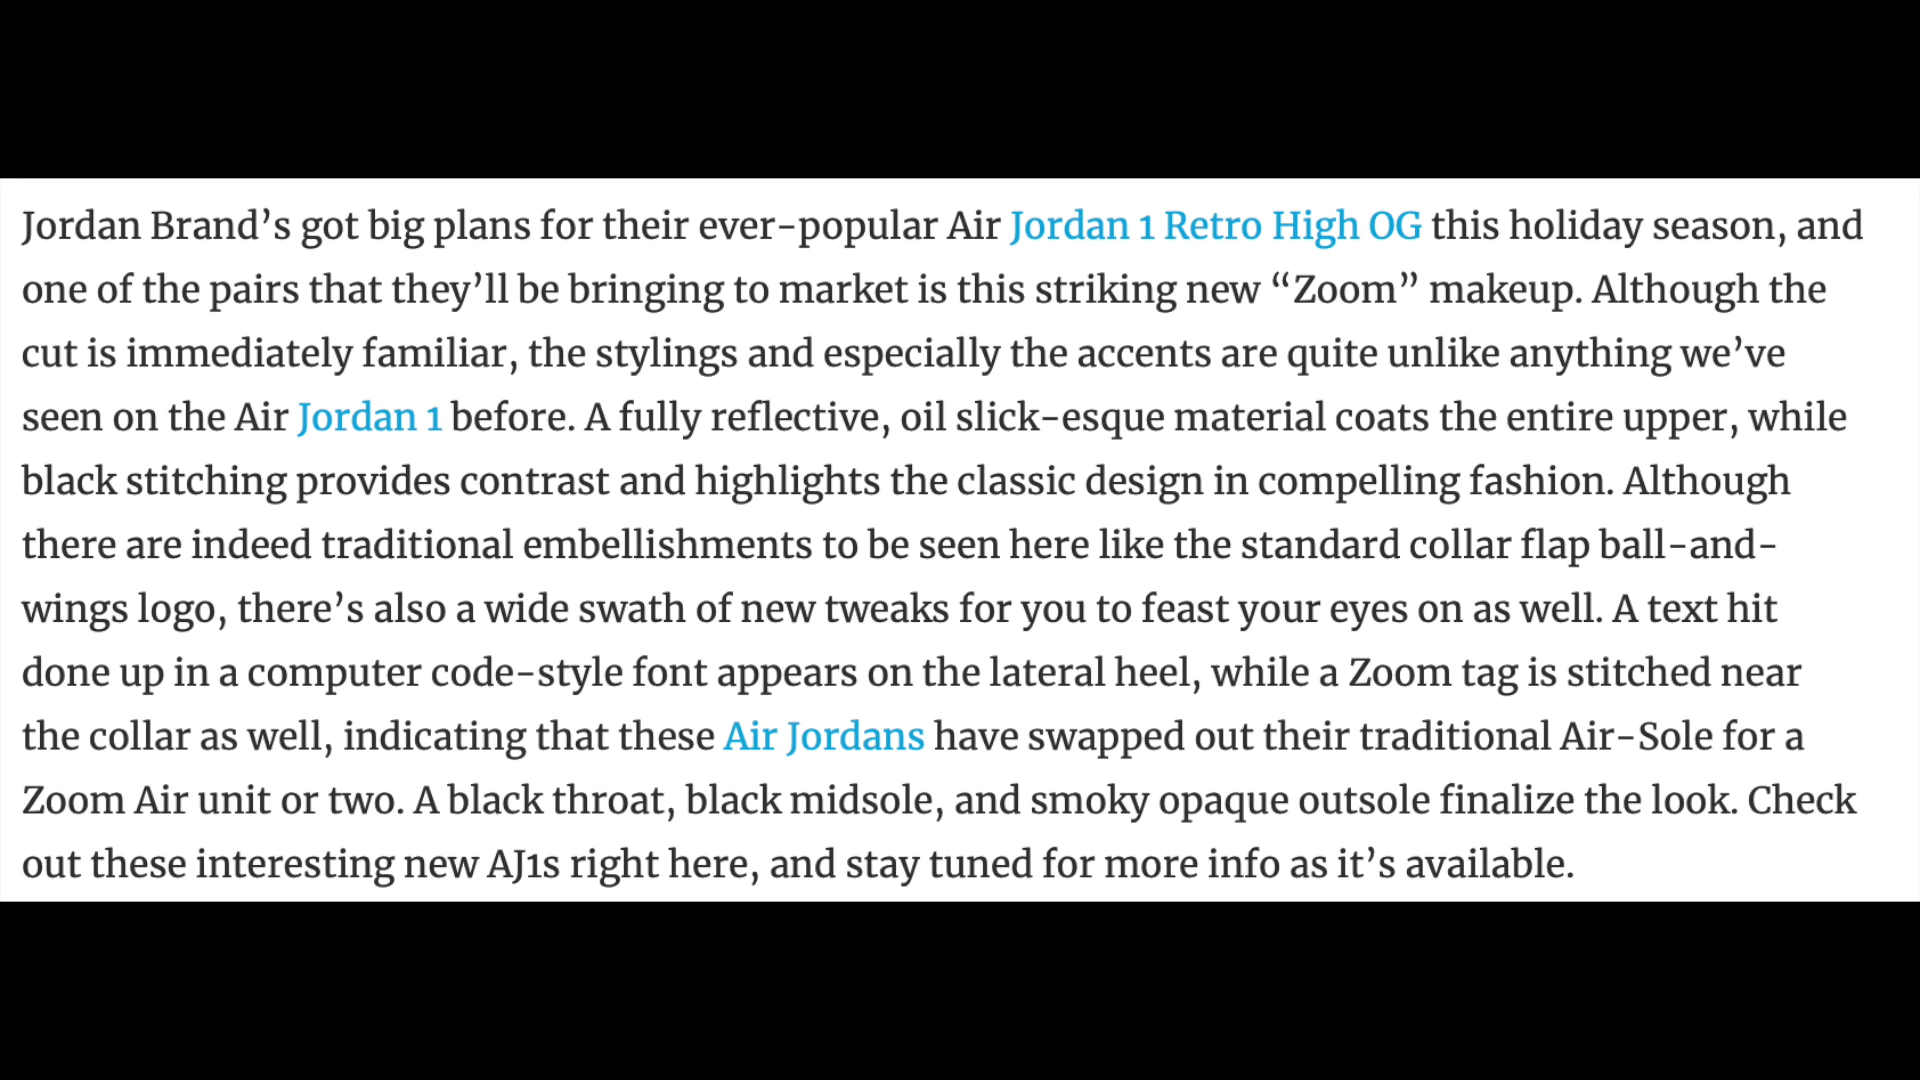 Jordan Brand’s got big plans for their ever-popular Air Jordan 1 Retro High OG this holiday season, and
one of the pairs that they’ll be bringing to market is this striking new “Zoom” makeup. Although the
cut is immediately familiar, the stylings and especially the accents are quite unlike anything we’ve
seen on the Air Jordan 1 before. A fully reflective, oil slick-esque material coats the entire upper, while
black stitching provides contrast and highlights the classic design in compelling fashion. Although
there are indeed traditional embellishments to be seen here like the standard collar flap ball-and-
wings logo, there’s also a wide swath of new tweaks for you to feast your eyes on as well. A text hit
done up in a computer code-style font appears on the lateral heel, while a Zoom tag is stitched near
the collar as well, indicating that these Air Jordans have swapped out their traditional Air-Sole for a
Zoom Air unit or two. A black throat, black midsole, and smoky opaque outsole finalize the look. Check
out these interesting new AJ1s right here, and stay tuned for more info as it’s available.